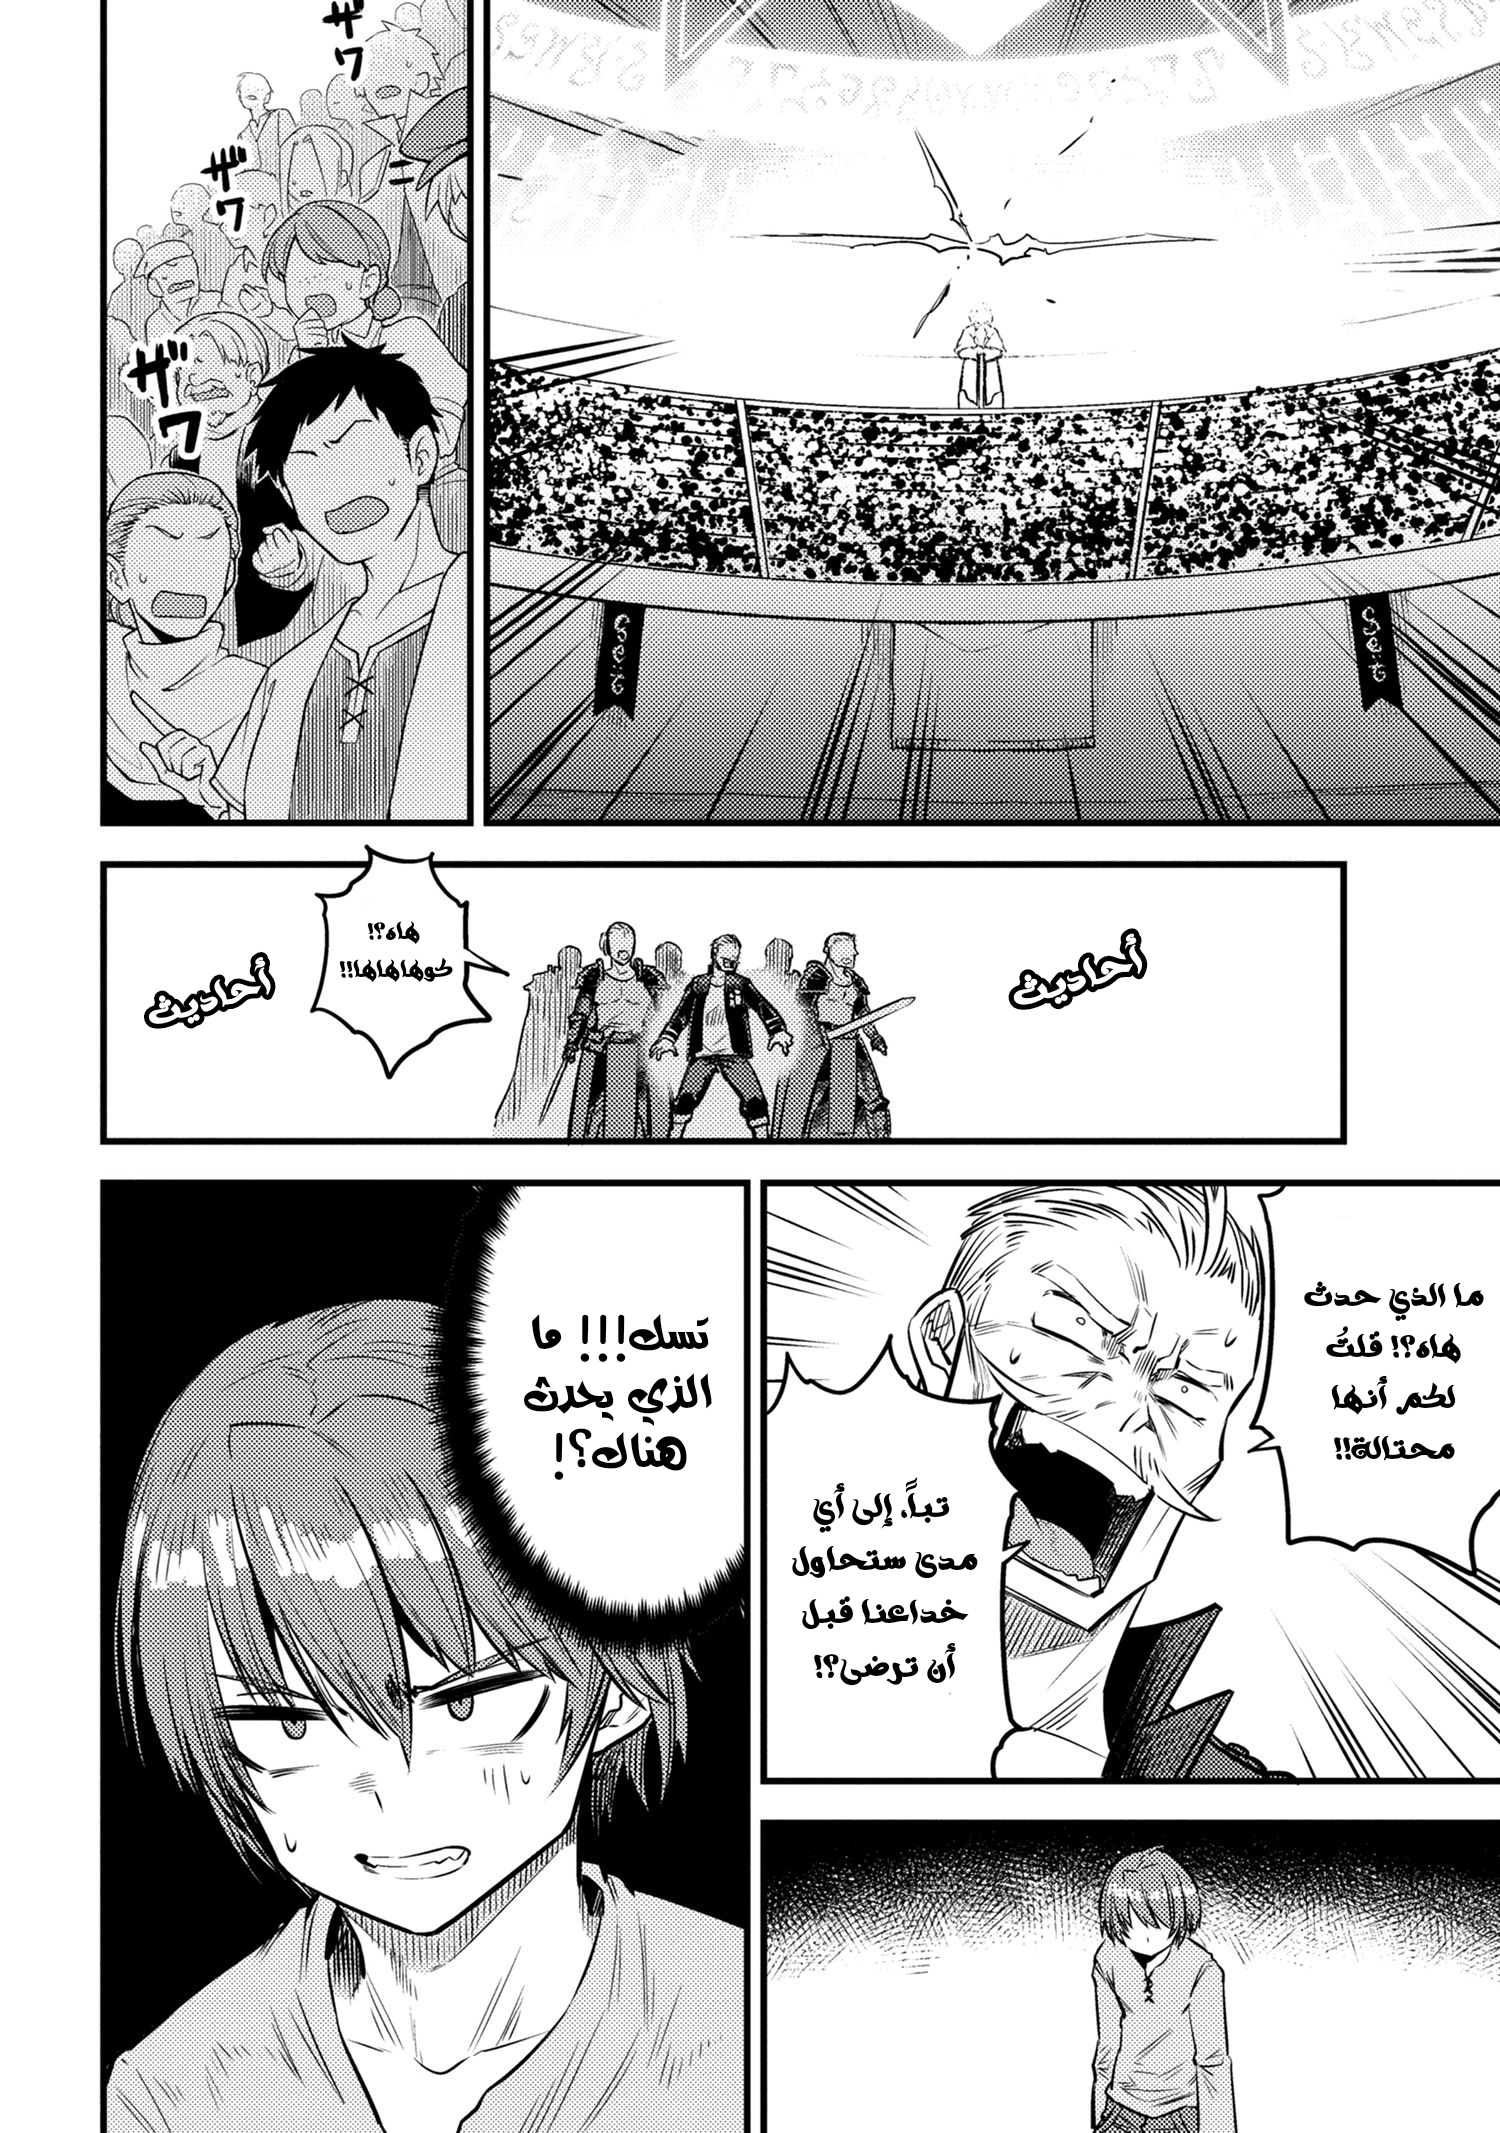 ザワ
ザワ
ザワ
أحاديث
هاه؟!
كوهاهاها!!
أحاديث
ما الذي حدث
هاه؟! قلتُ
لكم أنها
محتالة!!
تباً، إلى أي
مدى ستحاول
خداعنا قبل
أن ترضى؟!
تسك!!! ما
الذي يحدث
هناك؟!